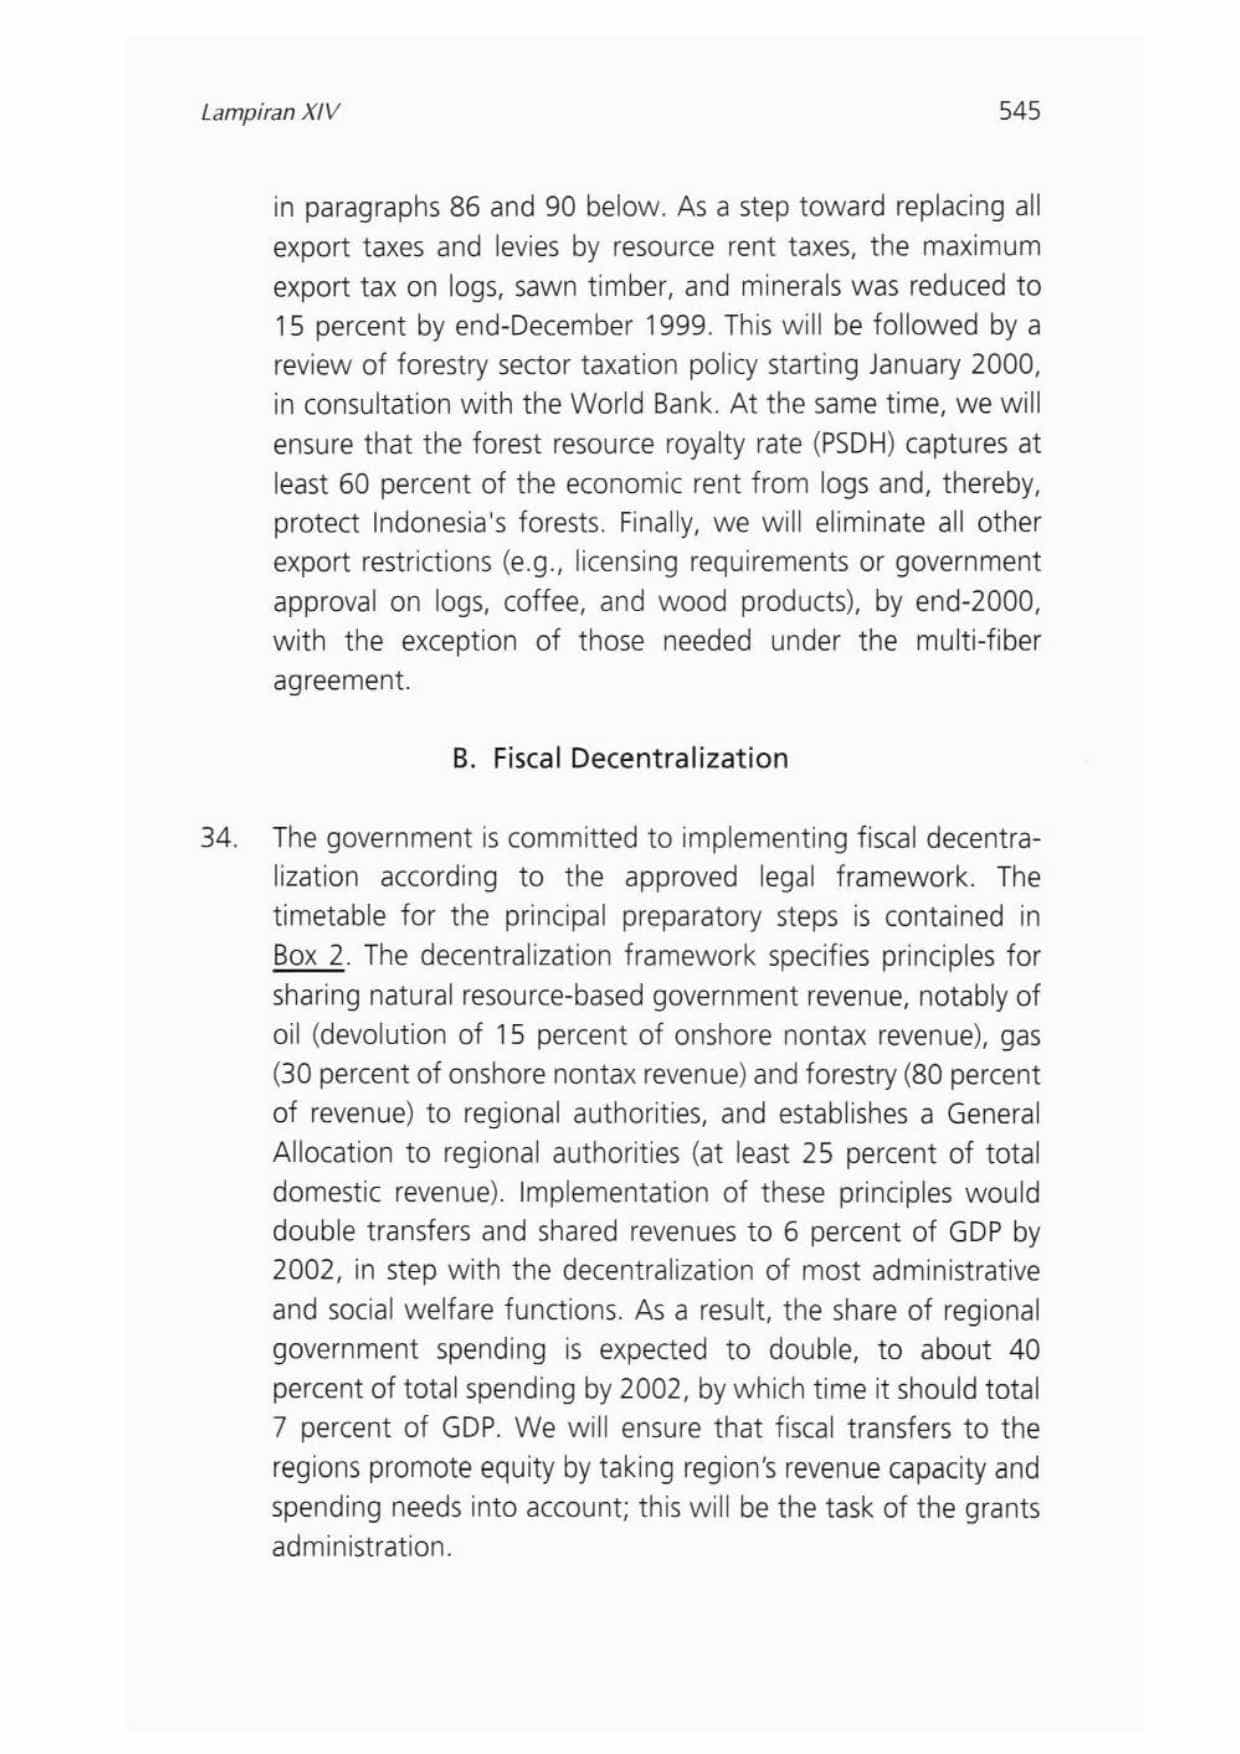 Lampiran XIV 545
in paragraphs 86 and 90 below. As a step toward replacing all
export taxes and levies by resource rent taxes, the maximum
export tax on logs, sawn timber, and minerals was reduced to
15 percent by end-December 1999. This will be followed by a
review of forestry sector taxation policy starting January 2000,
in consultation with the World Bank. At the same time, we will
ensure that the forest resource royalty rate (PSDH) captures at
least 60 percent of the economic rent from logs and, thereby,
protect Indonesia's forests. Finally, we will eliminate all other
export restrictions (e.g., licensing requirements or government
approval on logs, coffee, and wood products), by end-2000,
with the exception of those needed under the multi-fiber
agreement.
B. Fiscal Decentralization
34. The government is committed to implementing fiscal decentra-
lization according to the approved legal framework. The
timetable for the principal preparatory steps is contained in
Box 2. The decentralization framework specifies principles for
sharing natural resource-based government revenue, notably of
oil (devolution of 15 percent of onshore nontax revenue), gas
(30 percent of onshore nontax revenue) and forestry (80 percent
of revenue) to regional authorities, and establishes a General
Allocation to regional authorities (at least 25 percent of total
domestic revenue). Implementation of these principles would
double transfers and shared revenues to 6 percent of GDP by
2002, in step with the decentralization of most administrative
and social welfare functions. As a result, the share of regional
government spending is expected to double, to about 40
percent of total spending by 2002, by which time it should total
7 percent of GDP. We will ensure that fiscal transfers to the
regions promote equity by taking region's revenue capacity and
spending needs into account; this will be the task of the grants
administration.